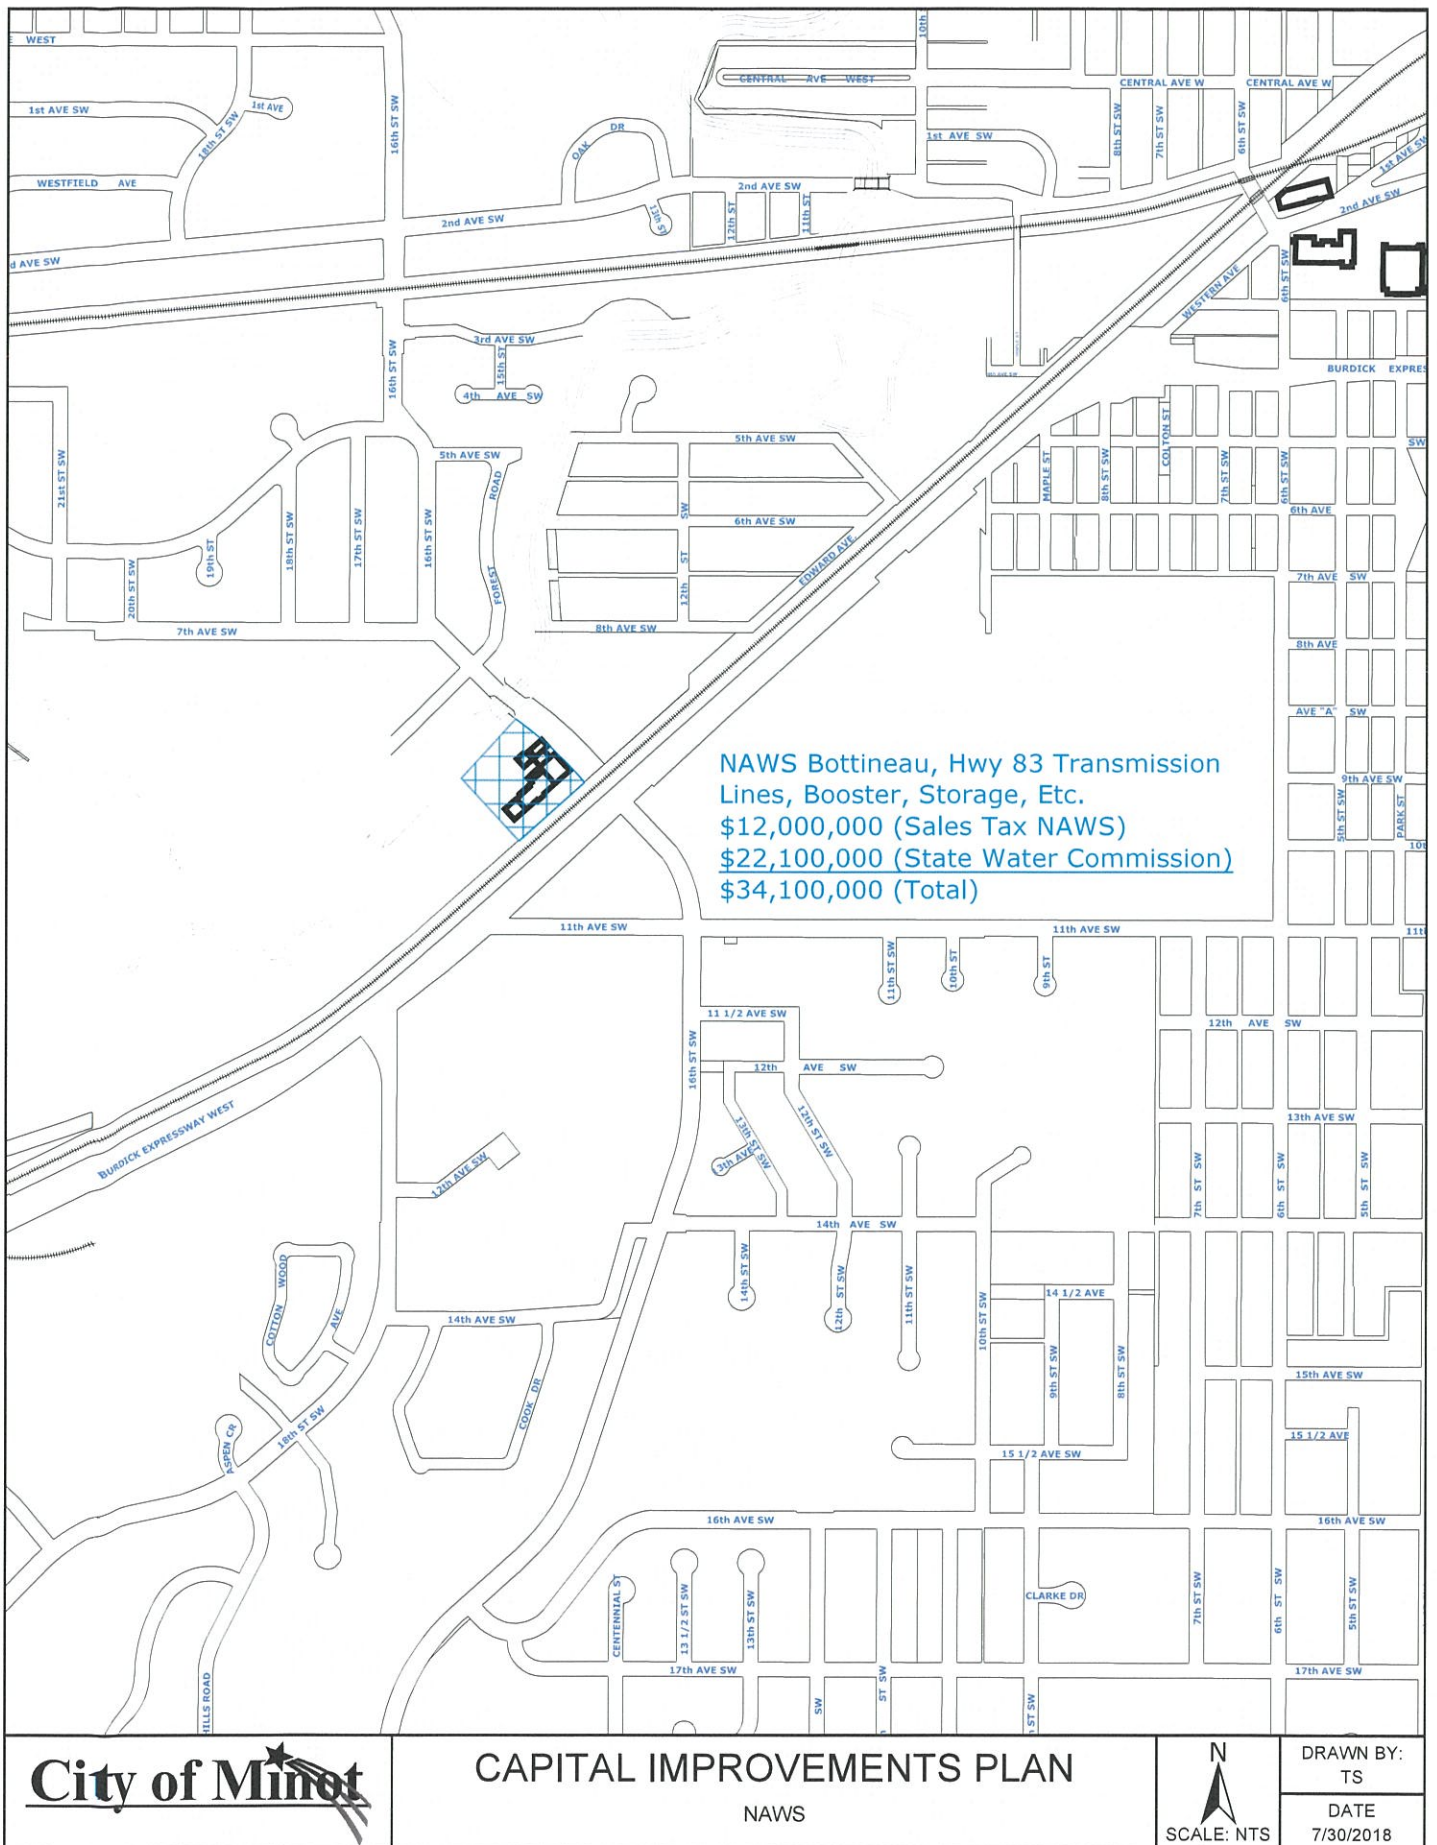 E WEST
CENTRAL AVE WEST
10th
CENTRAL AVE W
CENTRAL AVE W
1st AVE SW
1st AVE
18th ST SW
16th ST SW
OAK DR
1st AVE SW
8th ST SW
7th ST SW
6th ST SW
1st AVE SW
WESTFIELD AVE
2nd AVE SW
2nd AVE SW
13th ST
12th ST
11th ST
2nd AVE SW
d AVE SW
WESTERN AVE
6th ST SW
3rd AVE SW
15th ST
16th ST SW
4th AVE SW
BURDICK EXPRES
5th AVE SW
5th AVE SW
SW
21st ST SW
ROAD
FOREST
MAPLE ST
8th ST SW
COLTON ST
7th ST SW
6th ST SW
6th AVE SW
6th AVE
SW
ST
12th
EDWARD AVE
20th ST SW
19th ST
18th ST SW
17th ST SW
16th ST SW
7th AVE SW
7th AVE SW
8th AVE SW
8th AVE
AVE "A" SW
NAWS Bottineau, Hwy 83 Transmission
Lines, Booster, Storage, Etc.
$12,000,000 (Sales Tax NAWS)
$22,100,000 (State Water Commission)
$34,100,000 (Total)
9th AVE SW
5th ST SW
PARK ST
10t
11th AVE SW
11th AVE SW
11t
11th ST SW
10th ST
9th ST
11 1/2 AVE SW
12th AVE SW
16th ST SW
12th AVE SW
BURDICK EXPRESSWAY WEST
13th ST SW
12th ST SW
13th AVE SW
13th AVE
12th AVE SW
7th ST SW
6th ST SW
5th ST SW
14th AVE SW
COTTON WOOD
AVE
14th ST SW
12th ST SW
11th ST SW
10th ST SW
14 1/2 AVE
14th AVE SW
9th ST SW
8th ST SW
15th AVE SW
COOK DR
18th ST SW
ASPEN CR
15 1/2 AVE
15 1/2 AVE SW
16th AVE SW
16th AVE SW
CENTENNIAL ST
13 1/2 ST SW
13th ST SW
CLARKE DR
7th ST SW
6th ST SW
5th ST SW
HILLS ROAD
17th AVE SW
17th AVE SW
SW
ST SW
ST SW
City of Minot
CAPITAL IMPROVEMENTS PLAN
NAWS
N
SCALE: NTS
DRAWN BY:
TS
DATE
7/30/2018